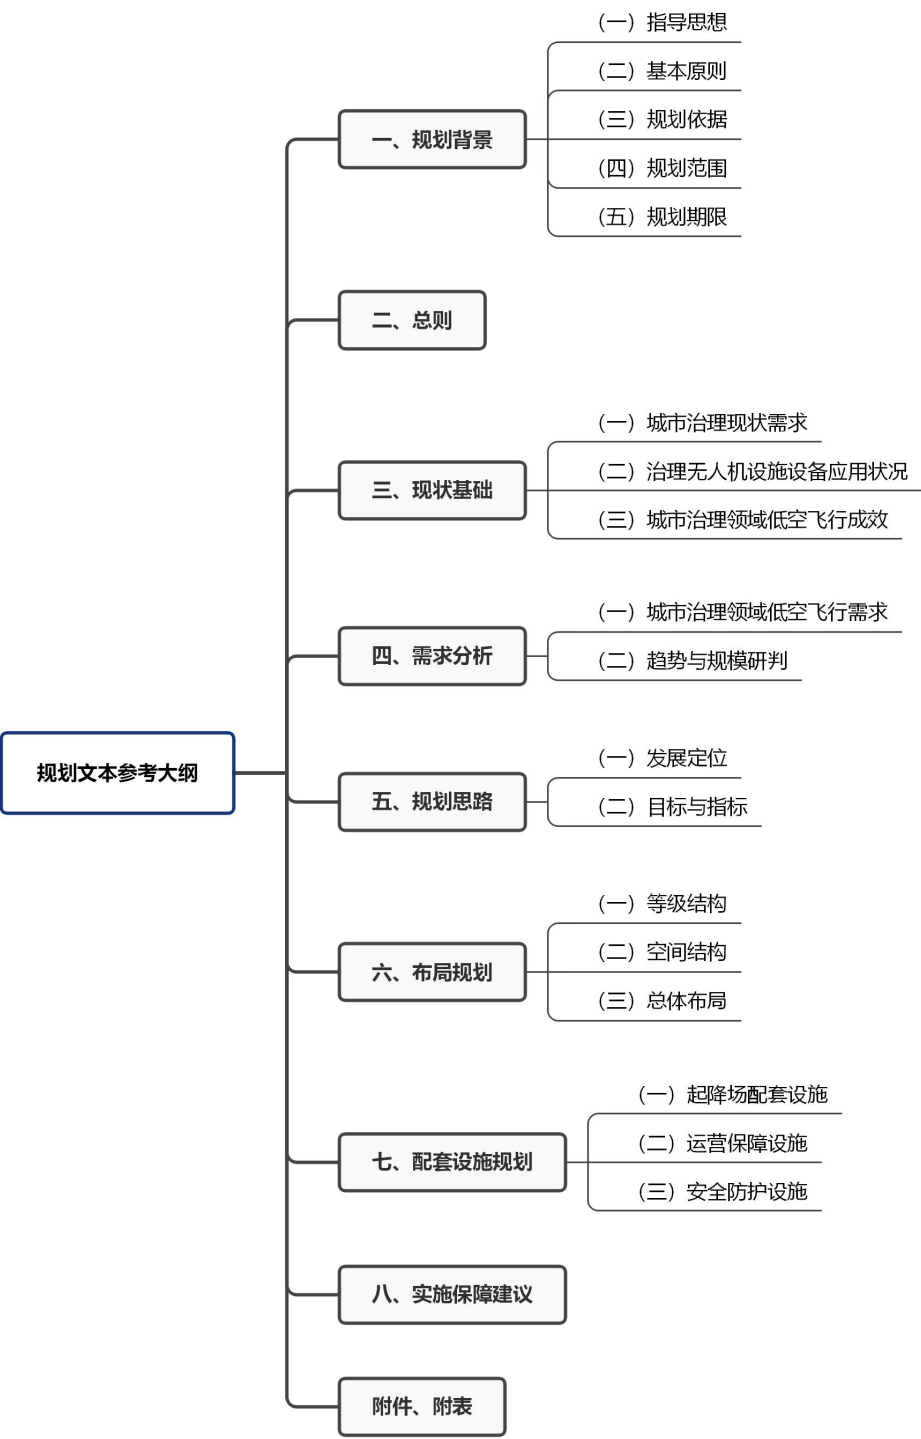 规划文本参考大纲
一、规划背景
（一）指导思想
（二）基本原则
（三）规划依据
（四）规划范围
（五）规划期限
二、总则
三、现状基础
（一）城市治理现状需求
（二）治理无人机设施设备应用状况
（三）城市治理领域低空飞行成效
四、需求分析
（一）城市治理领域低空飞行需求
（二）趋势与规模研判
五、规划思路
（一）发展定位
（二）目标与指标
六、布局规划
（一）等级结构
（二）空间结构
（三）总体布局
七、配套设施规划
（一）起降场配套设施
（二）运营保障设施
（三）安全防护设施
八、实施保障建议
附件、附表